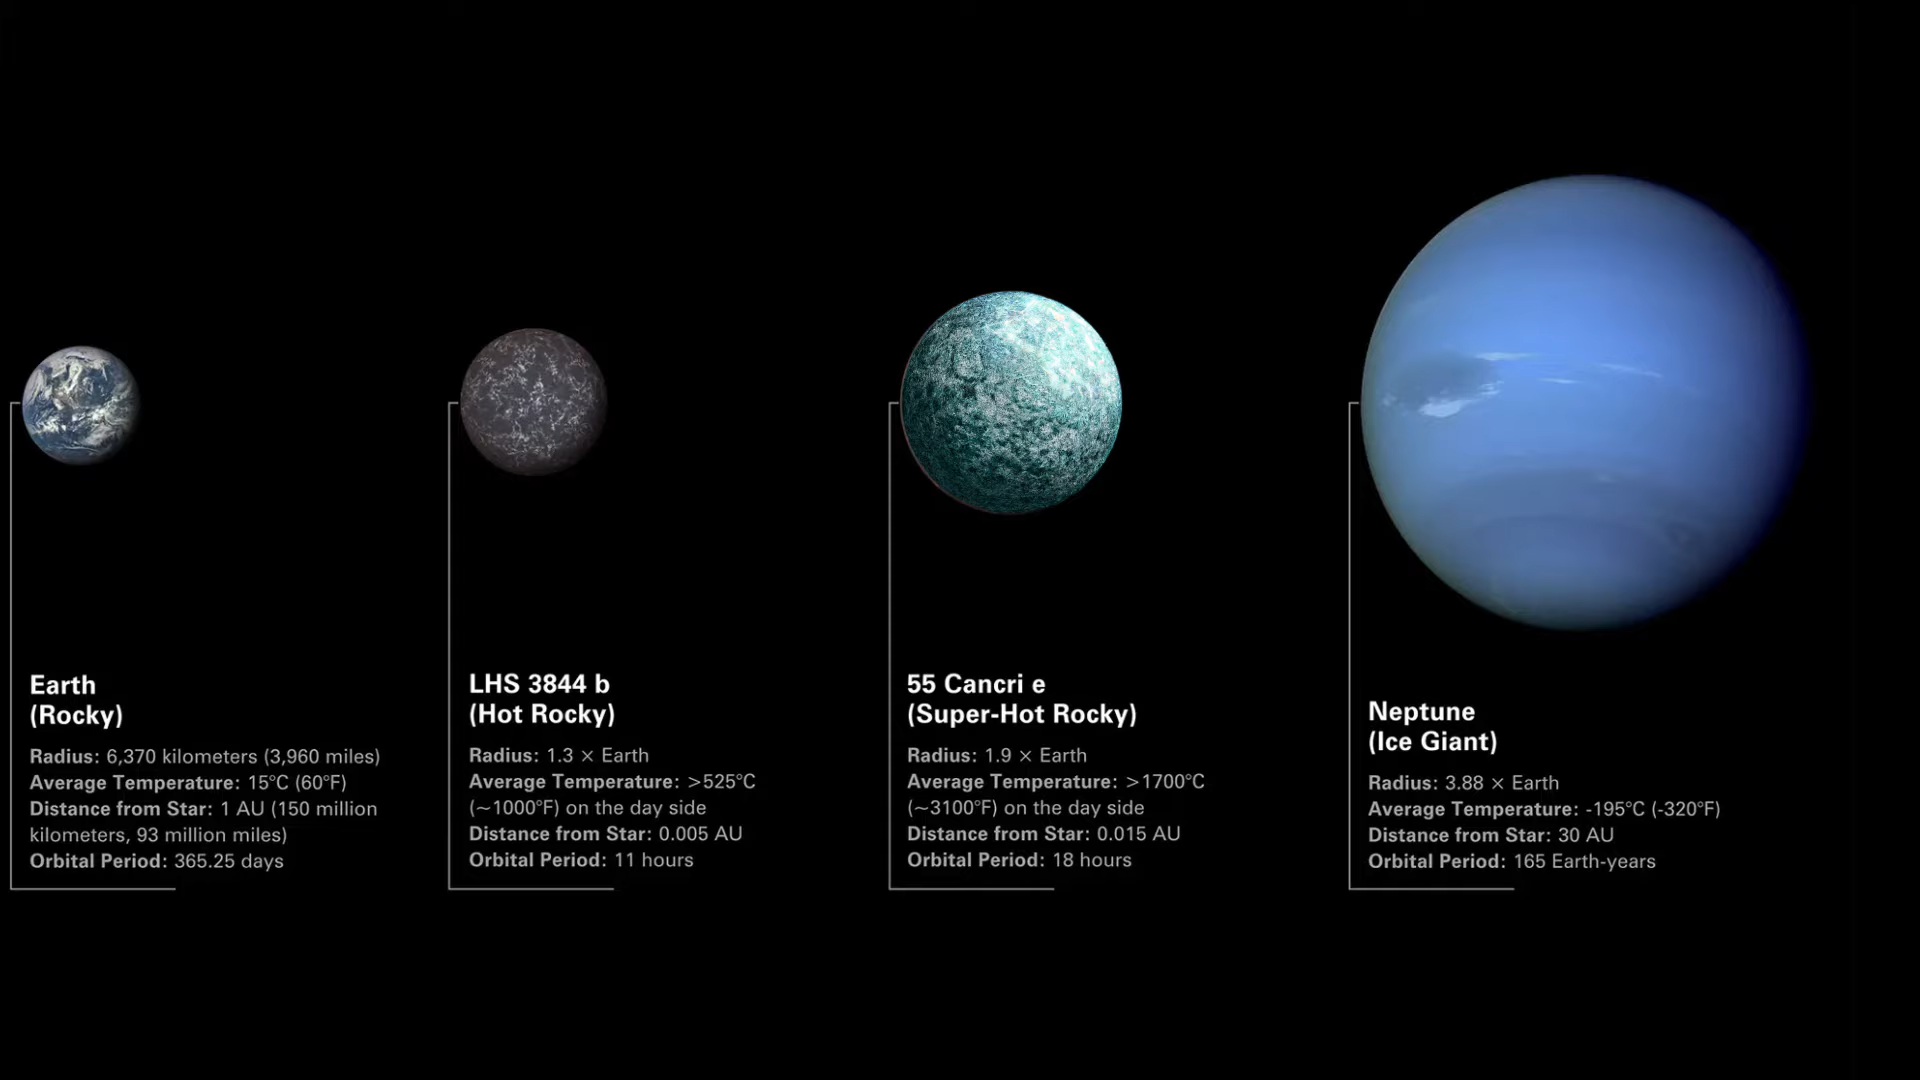 Earth
(Rocky)
Radius: 6,370 kilometers (3,960 miles)
Average Temperature: 15°C (60°F)
Distance from Star: 1 AU (150 million
kilometers, 93 million miles)
Orbital Period: 365.25 days
LHS 3844 b
(Hot Rocky)
Radius: 1.3 × Earth
Average Temperature: >525°C
(~1000°F) on the day side
Distance from Star: 0.005 AU
Orbital Period: 11 hours
55 Cancri e
(Super-Hot Rocky)
Radius: 1.9 × Earth
Average Temperature: >1700°C
(~3100°F) on the day side
Distance from Star: 0.015 AU
Orbital Period: 18 hours
Neptune
(Ice Giant)
Radius: 3.88 × Earth
Average Temperature: -195°C (-320°F)
Distance from Star: 30 AU
Orbital Period: 165 Earth-years